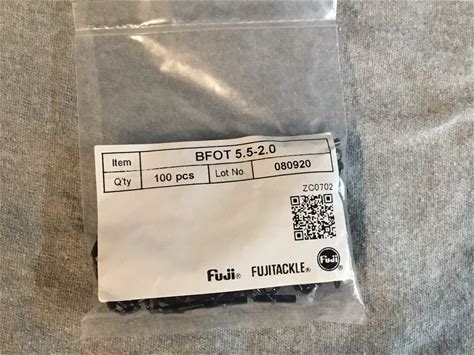 Item BFOT 5.5-2.0
Q'ty 100 pcs Lot No. 080920
ZC0702
Fuji® FUJITACKLE® Fuji